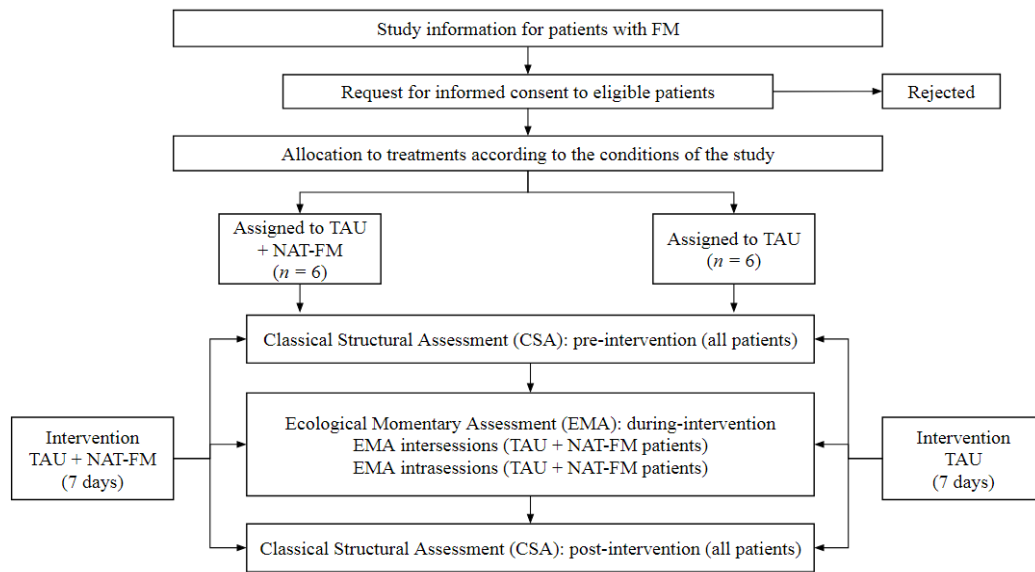 Study information for patients with FM
Request for informed consent to eligible patients
Rejected
Allocation to treatments according to the conditions of the study
Assigned to TAU
+ NAT-FM
(n = 6)
Assigned to TAU
(n = 6)
Classical Structural Assessment (CSA): pre-intervention (all patients)
Intervention
TAU + NAT-FM
(7 days)
Ecological Momentary Assessment (EMA): during-intervention
EMA intersessions (TAU + NAT-FM patients)
EMA intrasessions (TAU + NAT-FM patients)
Intervention
TAU
(7 days)
Classical Structural Assessment (CSA): post-intervention (all patients)